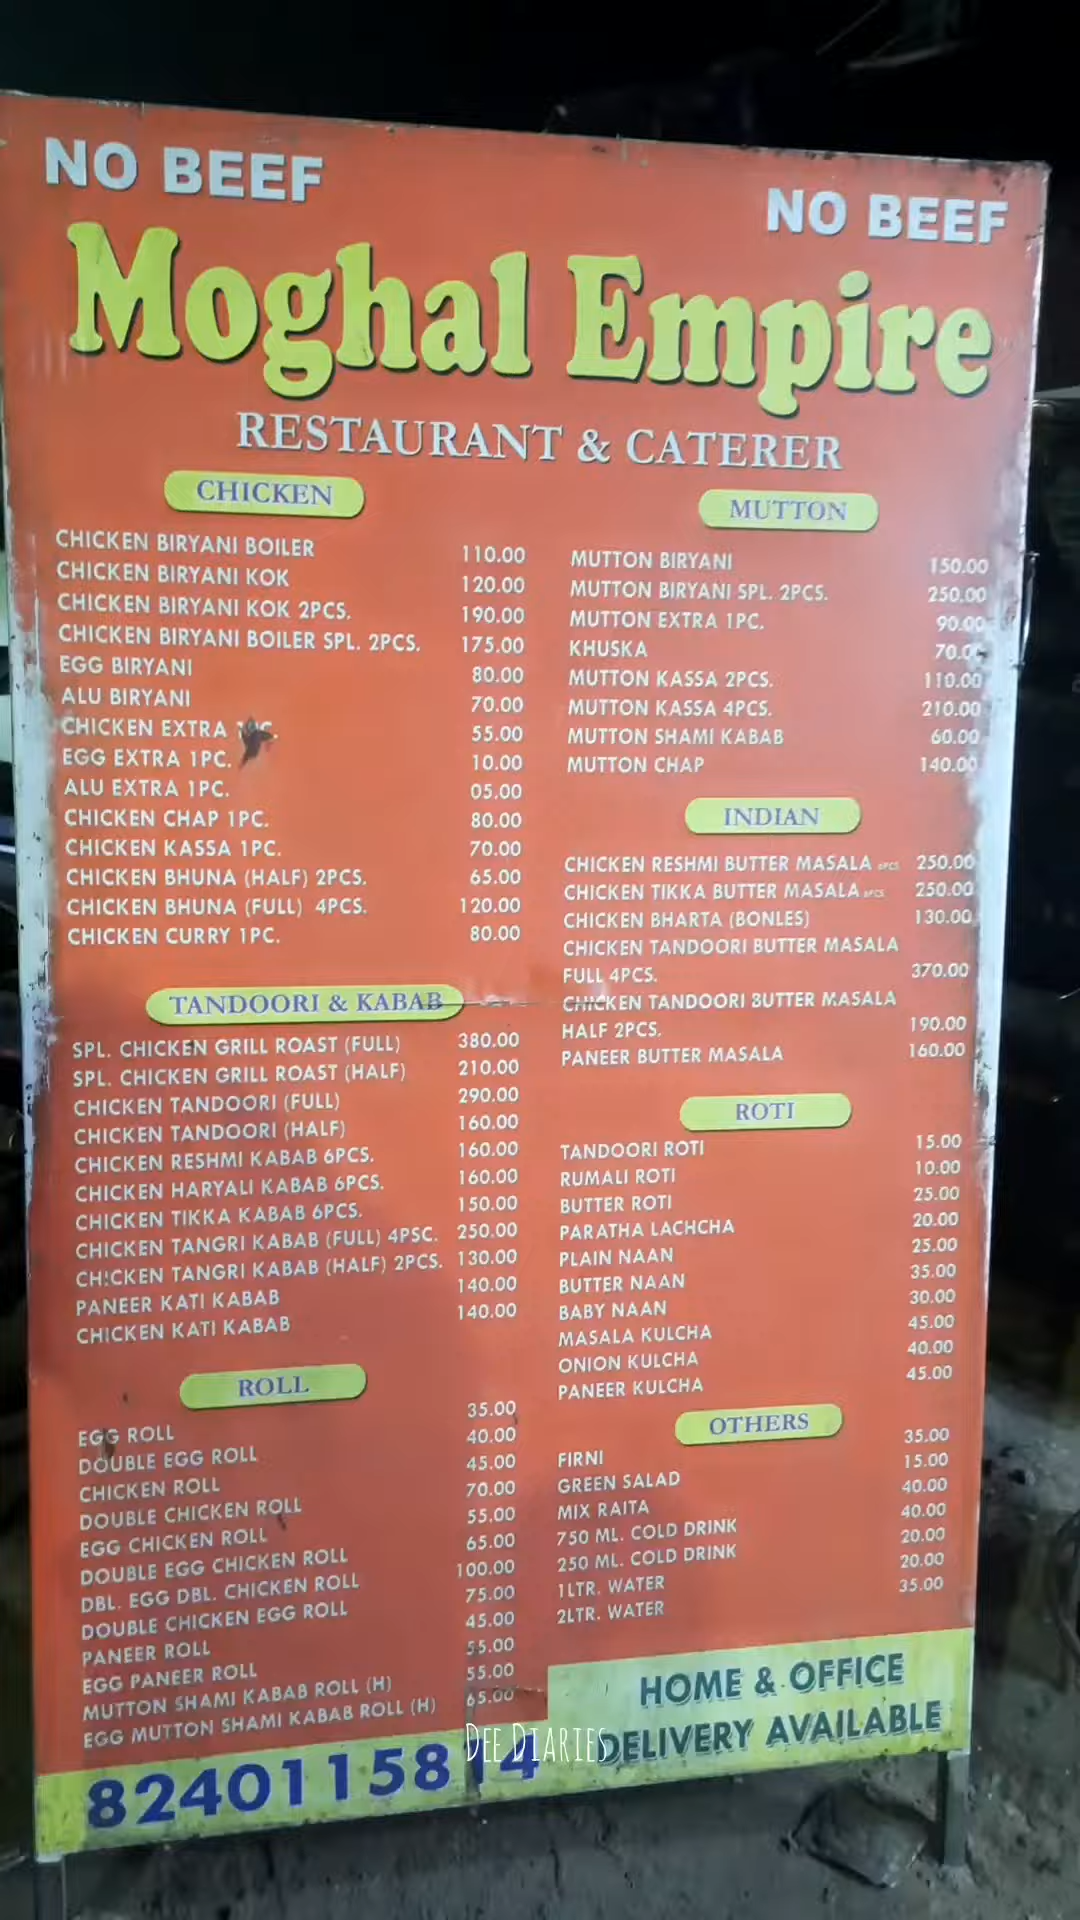 NO BEEF
NO BEEF
Moghal Empire
RESTAURANT & CATERER
CHICKEN
CHICKEN BIRYANI BOILER 110.00
CHICKEN BIRYANI KOK 120.00
CHICKEN BIRYANI KOK 2PCS. 190.00
CHICKEN BIRYANI BOILER SPL. 2PCS. 175.00
EGG BIRYANI 80.00
ALU BIRYANI 70.00
CHICKEN EXTRA 55.00
EGG EXTRA 1PC. 10.00
ALU EXTRA 1PC. 05.00
CHICKEN CHAP 1PC. 80.00
CHICKEN KASSA 1PC. 70.00
CHICKEN BHUNA (HALF) 2PCS. 65.00
CHICKEN BHUNA (FULL) 4PCS. 120.00
CHICKEN CURRY 1PC. 80.00
TANDOORI & KABAB
SPL. CHICKEN GRILL ROAST (FULL) 380.00
SPL. CHICKEN GRILL ROAST (HALF) 210.00
CHICKEN TANDOORI (FULL) 290.00
CHICKEN TANDOORI (HALF) 160.00
CHICKEN RESHMI KABAB 6PCS. 160.00
CHICKEN HARYALI KABAB 6PCS. 160.00
CHICKEN TIKKA KABAB 6PCS. 150.00
CHICKEN TANGRI KABAB (FULL) 4PSC. 250.00
CHICKEN TANGRI KABAB (HALF) 2PCS. 130.00
PANEER KATI KABAB 140.00
CHICKEN KATI KABAB 140.00
ROLL
EGG ROLL 35.00
DOUBLE EGG ROLL 40.00
CHICKEN ROLL 45.00
DOUBLE CHICKEN ROLL 70.00
EGG CHICKEN ROLL 55.00
DOUBLE EGG CHICKEN ROLL 65.00
DBL. EGG DBL. CHICKEN ROLL 100.00
DOUBLE CHICKEN EGG ROLL 75.00
PANEER ROLL 45.00
EGG PANEER ROLL 55.00
MUTTON SHAMI KABAB ROLL (H) 55.00
EGG MUTTON SHAMI KABAB ROLL (H) 65.00
MUTTON
MUTTON BIRYANI 150.00
MUTTON BIRYANI SPL. 2PCS. 250.00
MUTTON EXTRA 1PC. 90.00
KHUSKA 70.00
MUTTON KASSA 2PCS. 110.00
MUTTON KASSA 4PCS. 210.00
MUTTON SHAMI KABAB 60.00
MUTTON CHAP 140.00
INDIAN
CHICKEN RESHMI BUTTER MASALA 250.00
CHICKEN TIKKA BUTTER MASALA 250.00
CHICKEN BHARTA (BONLES) 130.00
CHICKEN TANDOORI BUTTER MASALA
FULL 4PCS. 370.00
CHICKEN TANDOORI BUTTER MASALA
HALF 2PCS. 190.00
PANEER BUTTER MASALA 160.00
ROTI
TANDOORI ROTI 15.00
RUMALI ROTI 10.00
BUTTER ROTI 25.00
PARATHA LACHCHA 20.00
PLAIN NAAN 25.00
BUTTER NAAN 35.00
BABY NAAN 30.00
MASALA KULCHA 45.00
ONION KULCHA 40.00
PANEER KULCHA 45.00
OTHERS
FIRNI 35.00
GREEN SALAD 15.00
MIX RAITA 40.00
750 ML. COLD DRINK 40.00
250 ML. COLD DRINK 20.00
1LTR. WATER 20.00
2LTR. WATER 35.00
HOME & OFFICE
DELIVERY AVAILABLE
8240115814
DEE DIARIES